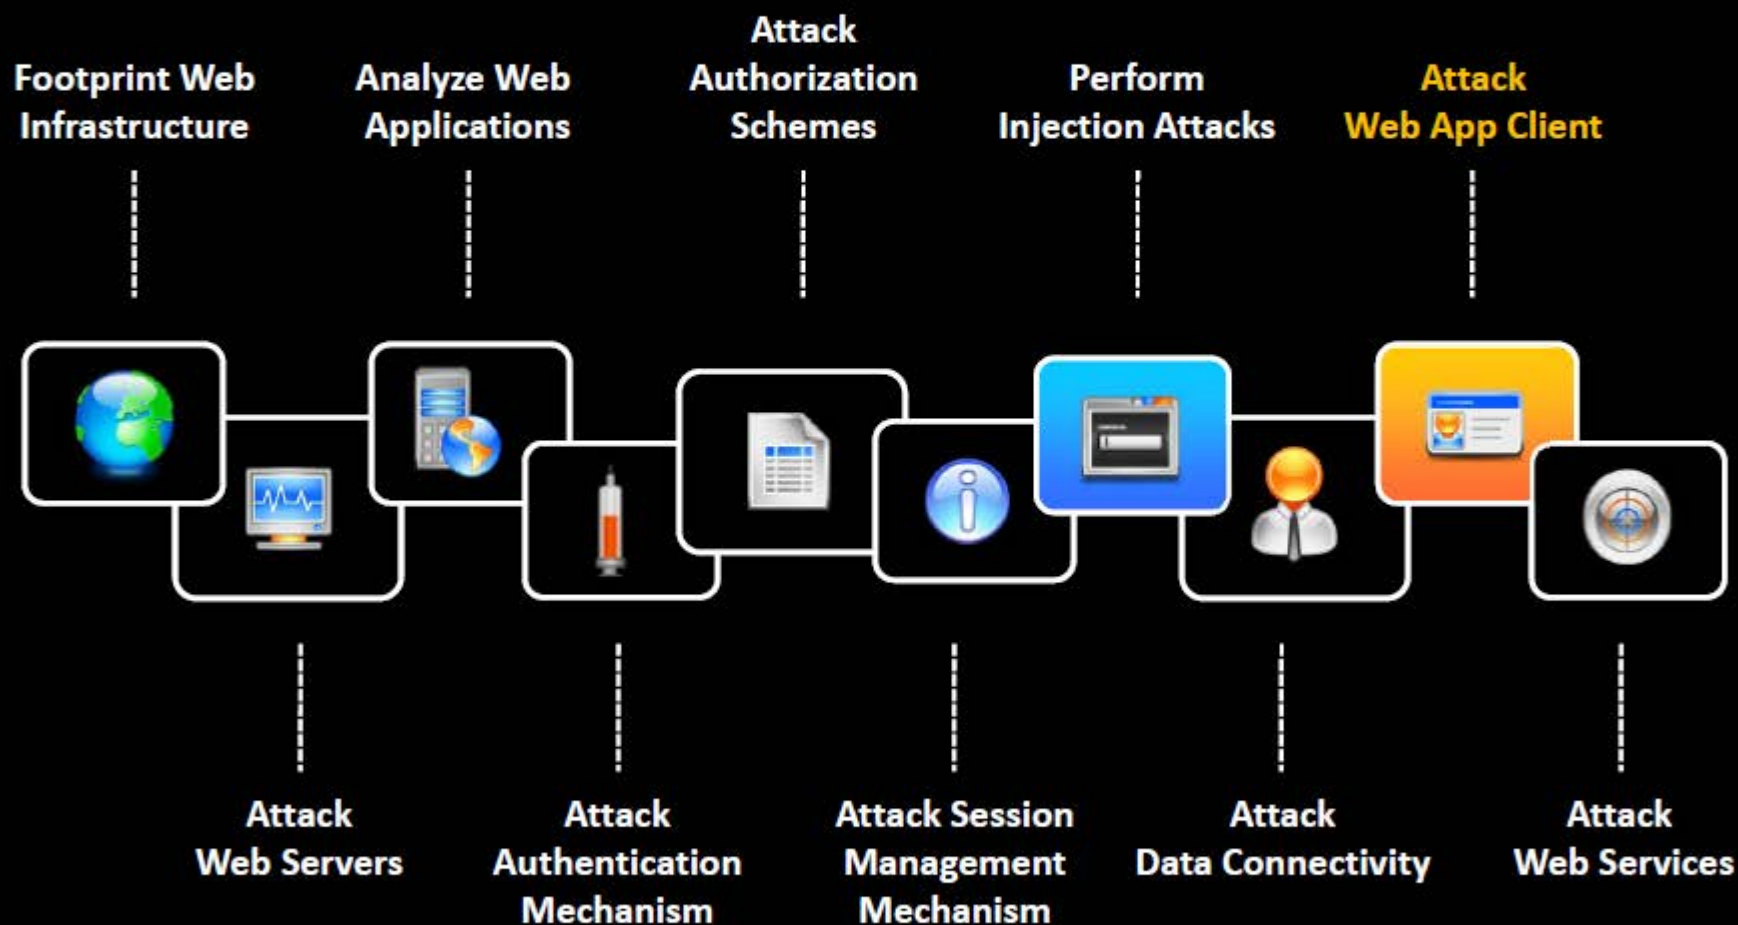 Footprint Web
Infrastructure
Analyze Web
Applications
Attack
Authorization
Schemes
Perform
Injection Attacks
Attack
Web App Client
Attack
Web Servers
Attack
Authentication
Mechanism
Attack Session
Management
Mechanism
Attack
Data Connectivity
Attack
Web Services